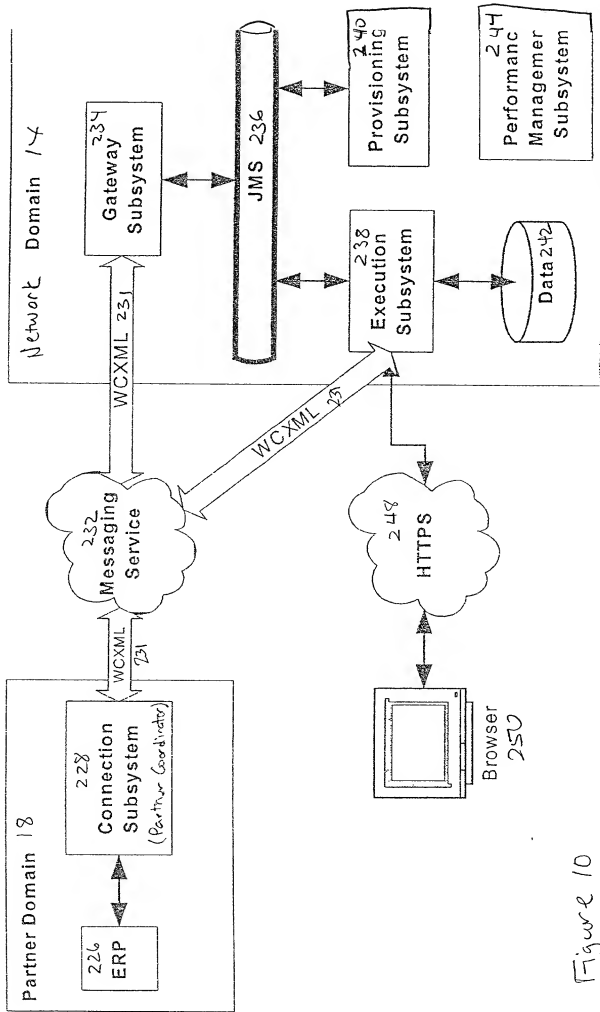 Partner Domain 18
226
ERP
228
Connection
Subsystem
(Partner Coordinator)
WCXML
231
232
Messaging
Service
WCXML 231
WCXML 231
Network Domain 14
234
Gateway
Subsystem
JMS 236
238
Execution
Subsystem
240
Provisioning
Subsystem
Data 242
244
Performanc
Managemer
Subsystem
248
HTTPS
Browser
250
Figure 10